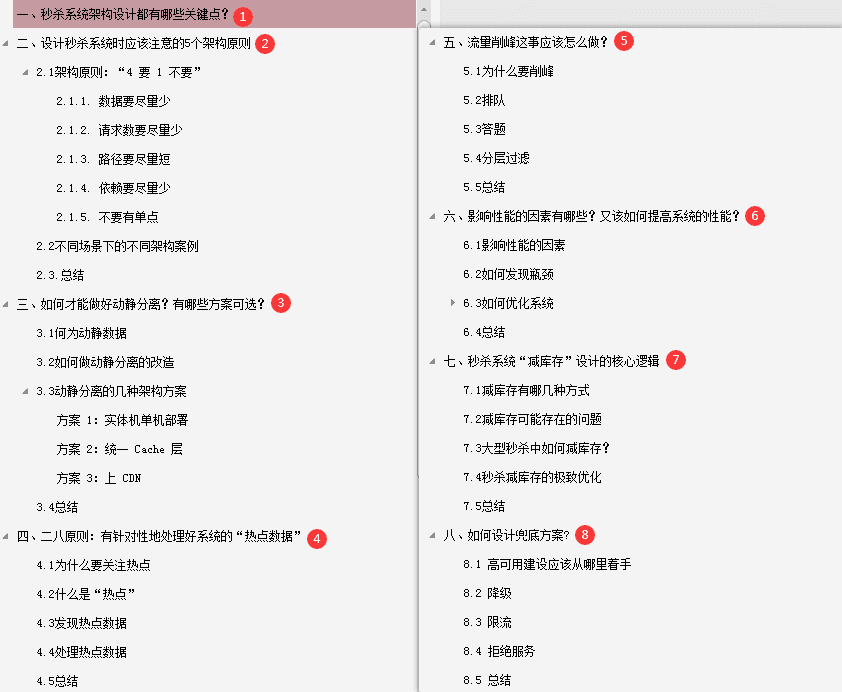 一、秒杀系统架构设计都有哪些关键点? 1
二、设计秒杀系统时应该注意的5个架构原则 2
2.1架构原则: “4 要 1 不要”
2.1.1. 数据要尽量少
2.1.2. 请求数要尽量少
2.1.3. 路径要尽量短
2.1.4. 依赖要尽量少
2.1.5. 不要有单点
2.2不同场景下的不同架构案例
2.3.总结
三、如何才能做好动静分离? 有哪些方案可选? 3
3.1何为动静数据
3.2如何做动静分离的改造
3.3动静分离的几种架构方案
方案 1: 实体机单机部署
方案 2: 统一 Cache 层
方案 3: 上 CDN
3.4总结
四、二八原则: 有针对性地处理好系统的“热点数据” 4
4.1为什么要关注热点
4.2什么是“热点”
4.3发现热点数据
4.4处理热点数据
4.5总结
五、流量削峰这事应该怎么做? 5
5.1为什么要削峰
5.2排队
5.3答题
5.4分层过滤
5.5总结
六、影响性能的因素有哪些? 又该如何提高系统的性能? 6
6.1影响性能的因素
6.2如何发现瓶颈
6.3如何优化系统
6.4总结
七、秒杀系统“减库存”设计的核心逻辑 7
7.1减库存有哪几种方式
7.2减库存可能存在的问题
7.3大型秒杀中如何减库存?
7.4秒杀减库存的极致优化
7.5总结
八、如何设计兜底方案? 8
8.1 高可用建设应该从哪里着手
8.2 降级
8.3 限流
8.4 拒绝服务
8.5 总结